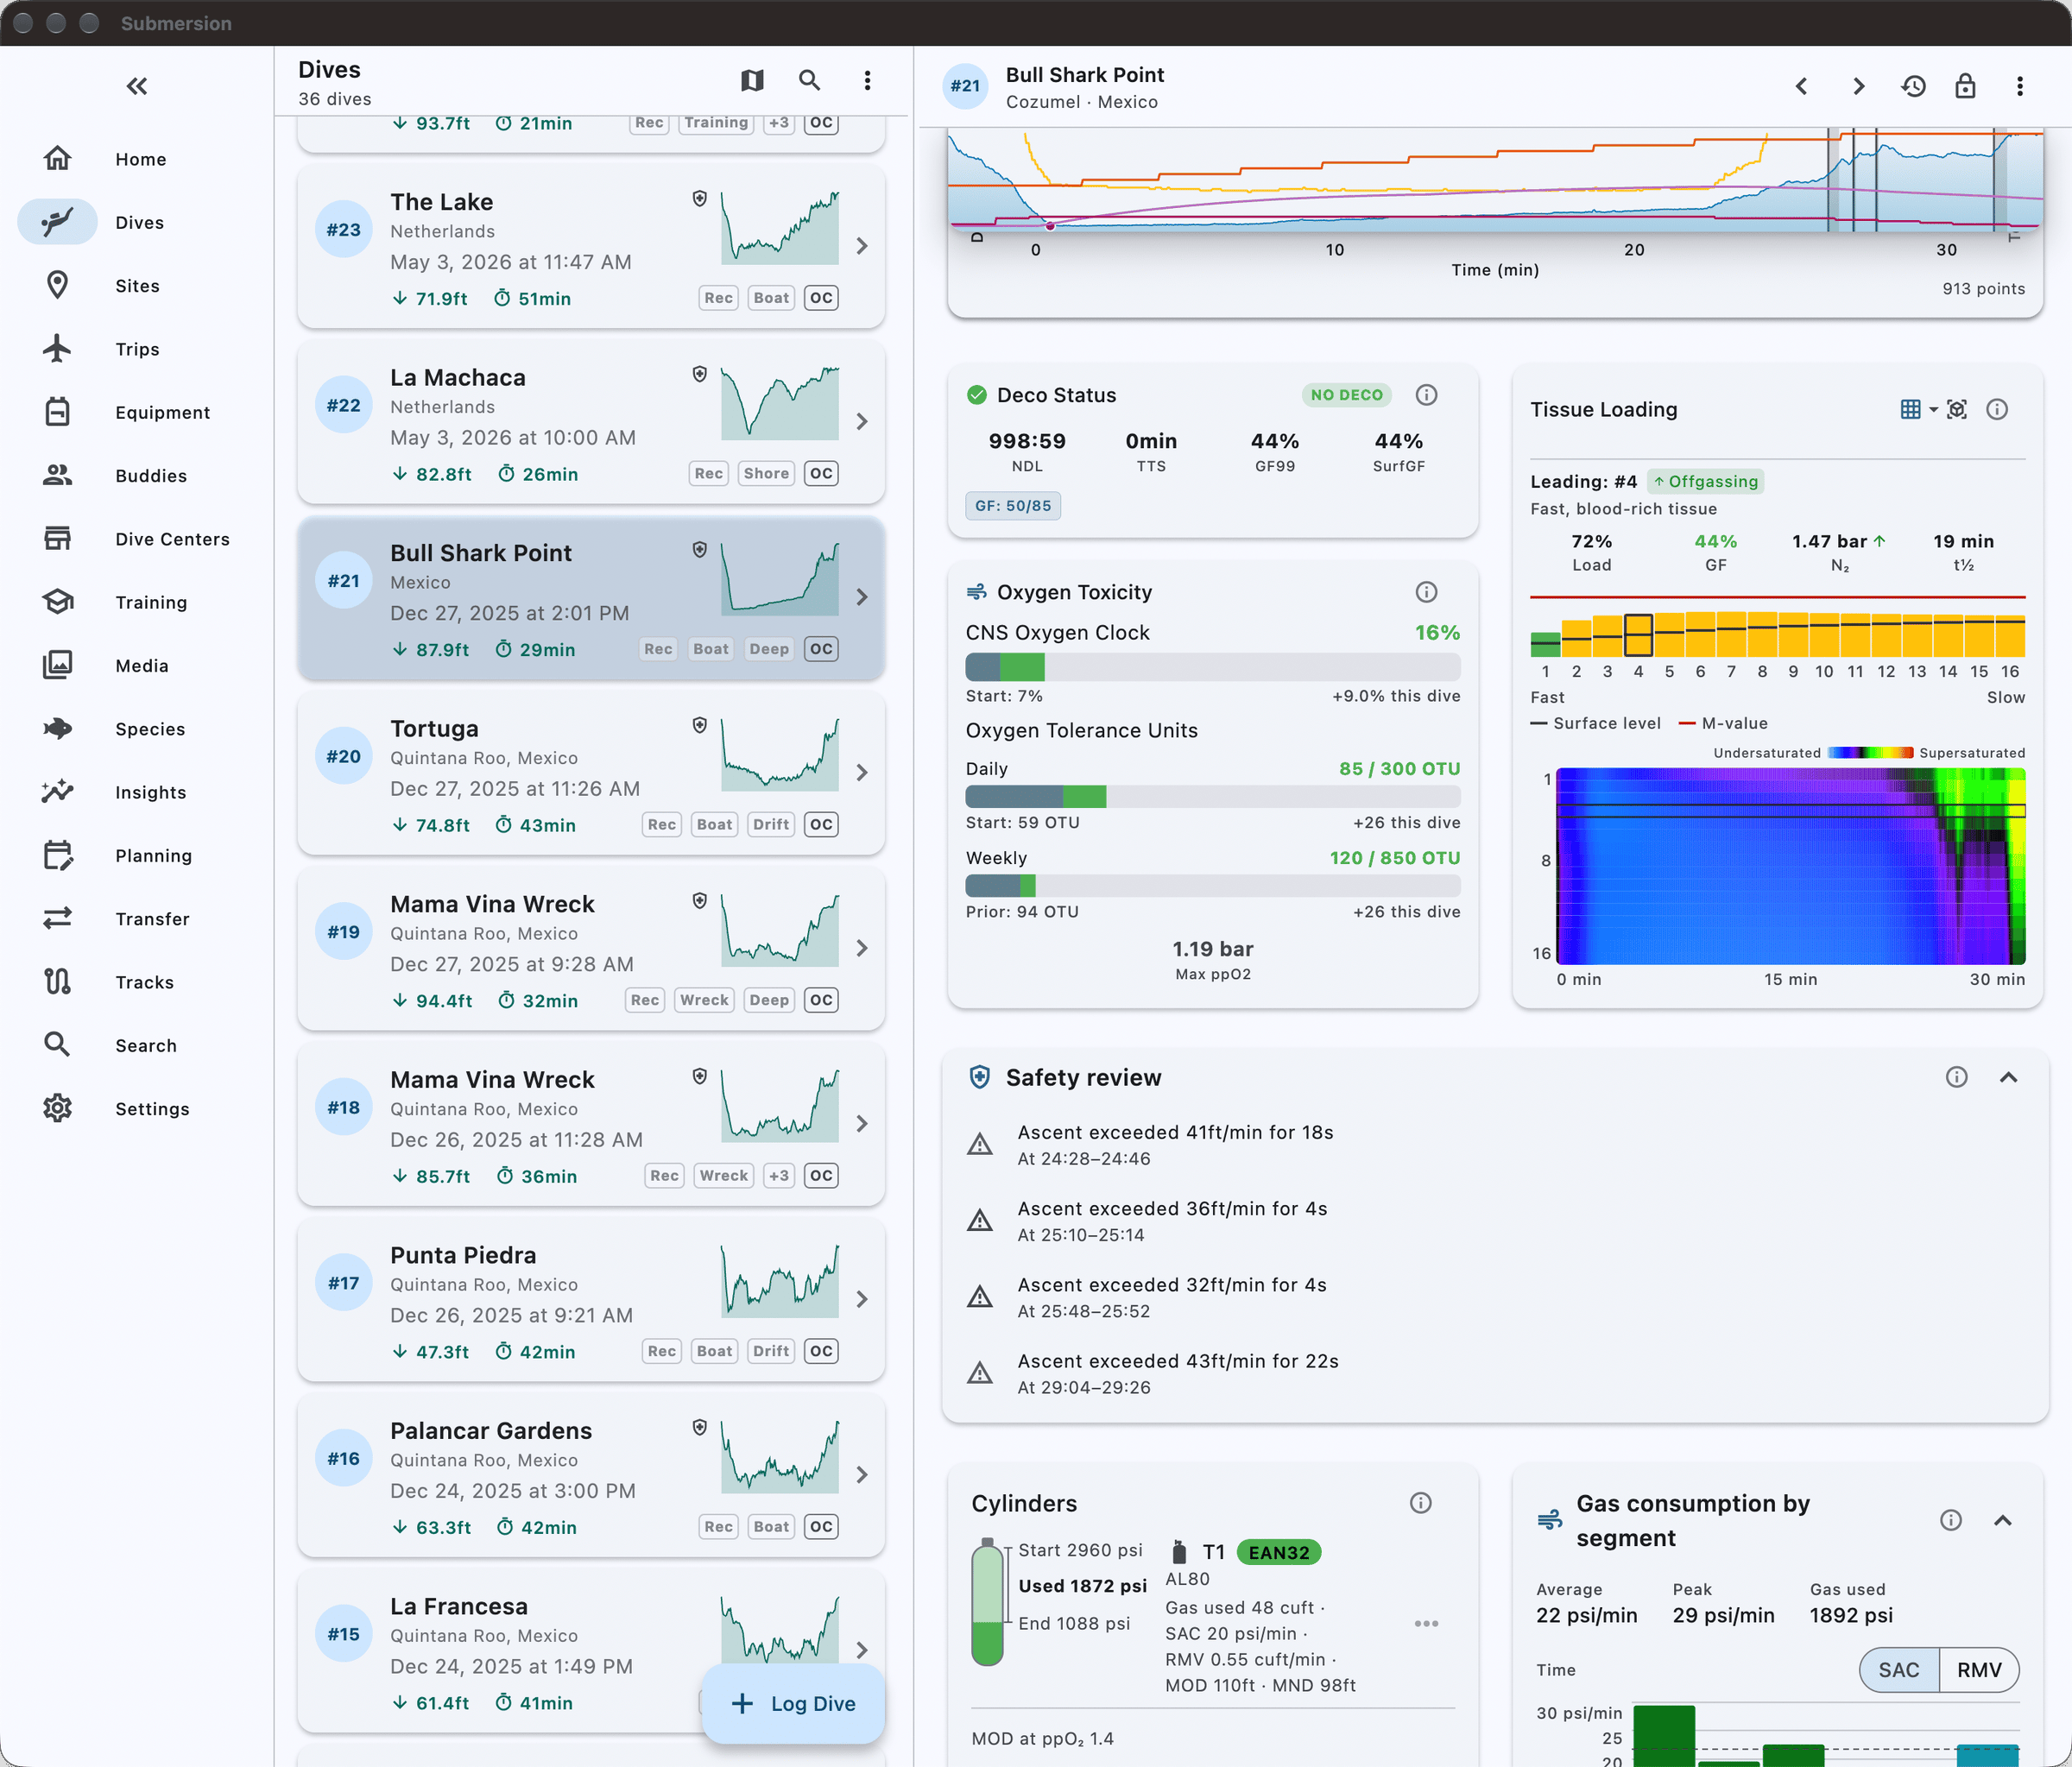 Submersion
Home
Dives
Sites
Trips
Equipment
Buddies
Dive Centers
Training
Media
Species
Insights
Planning
Transfer
Tracks
Search
Settings
Dives
36 dives
93.7ft 21min Rec Training +3 OC
#23
The Lake
Netherlands
May 3, 2026 at 11:47 AM
71.9ft 51min Rec Boat OC
#22
La Machaca
Netherlands
May 3, 2026 at 10:00 AM
82.8ft 26min Rec Shore OC
#21
Bull Shark Point
Mexico
Dec 27, 2025 at 2:01 PM
87.9ft 29min Rec Boat Deep OC
#20
Tortuga
Quintana Roo, Mexico
Dec 27, 2025 at 11:26 AM
74.8ft 43min Rec Boat Drift OC
#19
Mama Vina Wreck
Quintana Roo, Mexico
Dec 27, 2025 at 9:28 AM
94.4ft 32min Rec Wreck Deep OC
#18
Mama Vina Wreck
Quintana Roo, Mexico
Dec 26, 2025 at 11:28 AM
85.7ft 36min Rec Wreck +3 OC
#17
Punta Piedra
Quintana Roo, Mexico
Dec 26, 2025 at 9:21 AM
47.3ft 42min Rec Boat Drift OC
#16
Palancar Gardens
Quintana Roo, Mexico
Dec 24, 2025 at 3:00 PM
63.3ft 42min Rec Boat OC
#15
La Francesa
Quintana Roo, Mexico
Dec 24, 2025 at 1:49 PM
61.4ft 41min
+ Log Dive
#21
Bull Shark Point
Cozumel · Mexico
0 10 20 30
Time (min)
913 points
Deco Status NO DECO
998:59 0min 44% 44%
NDL TTS GF99 SurfGF
GF: 50/85
Oxygen Toxicity
CNS Oxygen Clock 16%
Start: 7% +9.0% this dive
Oxygen Tolerance Units
Daily 85 / 300 OTU
Start: 59 OTU +26 this dive
Weekly 120 / 850 OTU
Prior: 94 OTU +26 this dive
1.19 bar
Max ppO2
Tissue Loading
Leading: #4 ↑ Offgassing
Fast, blood-rich tissue
72% 44% 1.47 bar ↑ 19 min
Load GF N₂ t½
1 2 3 4 5 6 7 8 9 10 11 12 13 14 15 16
Fast Slow
Surface level M-value
Undersaturated Supersaturated
1
8
16
0 min 15 min 30 min
Safety review
Ascent exceeded 41ft/min for 18s
At 24:28–24:46
Ascent exceeded 36ft/min for 4s
At 25:10–25:14
Ascent exceeded 32ft/min for 4s
At 25:48–25:52
Ascent exceeded 43ft/min for 22s
At 29:04–29:26
Cylinders
Start 2960 psi
Used 1872 psi
End 1088 psi
T1 EAN32
AL80
Gas used 48 cuft ·
SAC 20 psi/min ·
RMV 0.55 cuft/min ·
MOD 110ft · MND 98ft
MOD at ppO₂ 1.4
Gas consumption by
segment
Average Peak Gas used
22 psi/min 29 psi/min 1892 psi
Time SAC RMV
30 psi/min
25
20